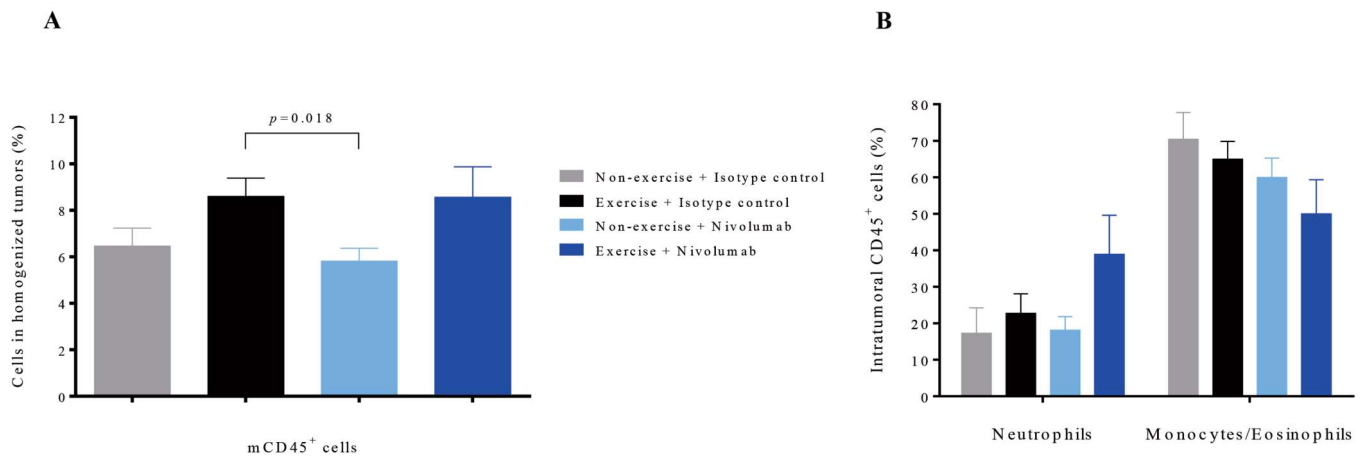 A
Cells in homogenized tumors (%)
12
10
8
6
4
2
0
p=0.018
mCD45+ cells
Non-exercise + Isotype control
Exercise + Isotype control
Non-exercise + Nivolumab
Exercise + Nivolumab
B
Intratumoral CD45+ cells (%)
80
70
60
50
40
30
20
10
0
Neutrophils
Monocytes/Eosinophils